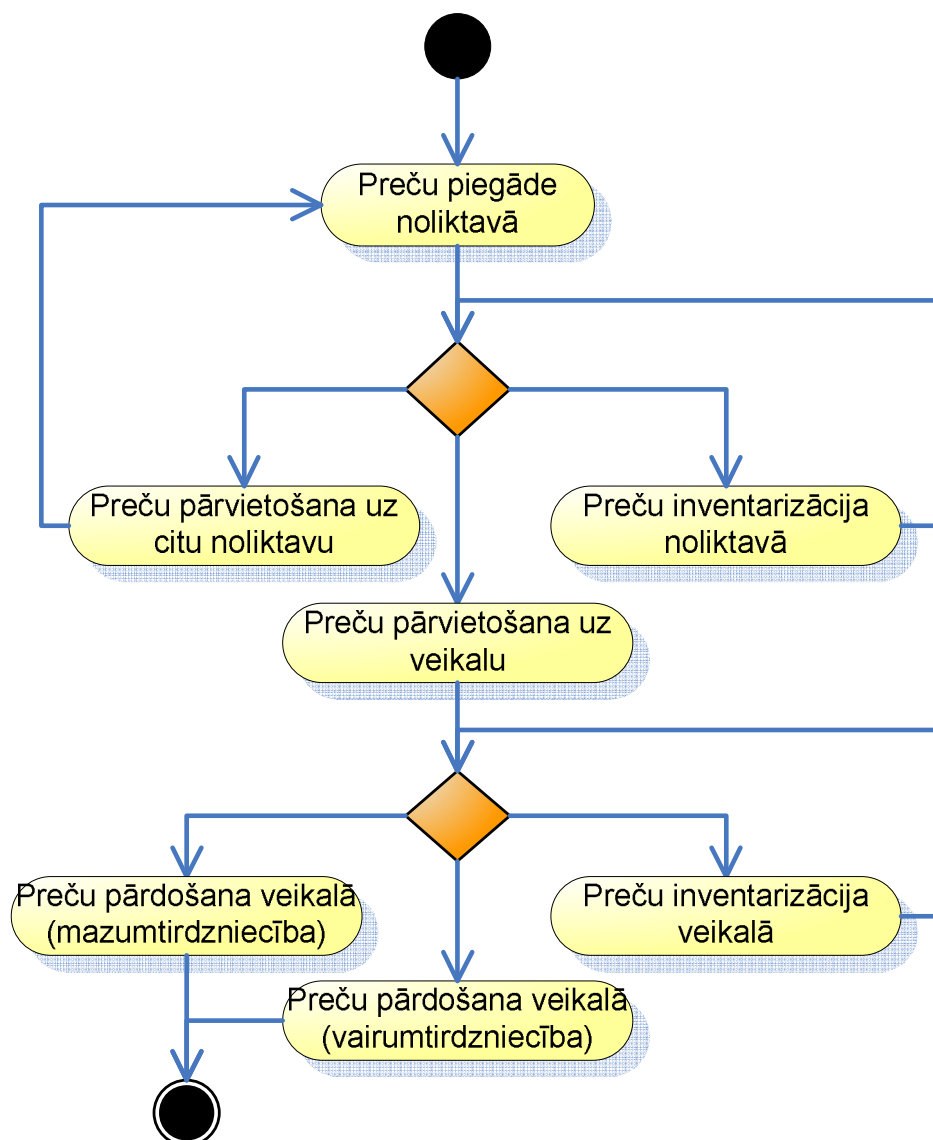 Preču piegāde
noliktavā
Preču pārvietošana uz
citu noliktavu
Preču inventarizācija
noliktavā
Preču pārvietošana uz
veikalu
Preču pārdošana veikalā
(mazumtirdzniecība)
Preču inventarizācija
veikalā
Preču pārdošana veikalā
(vairumtirdzniecība)